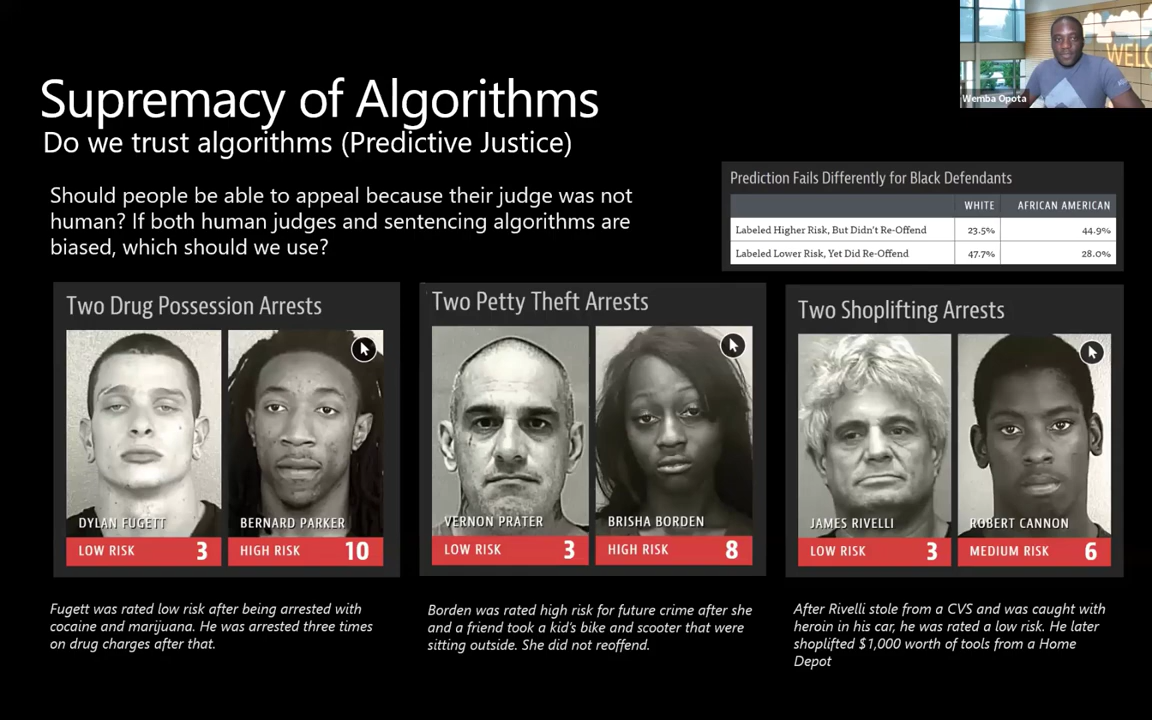 WELC
Wemba Opota
Supremacy of Algorithms
Do we trust algorithms (Predictive Justice)
Should people be able to appeal because their judge was not
human? If both human judges and sentencing algorithms are
biased, which should we use?
Prediction Fails Differently for Black Defendants
WHITE AFRICAN AMERICAN
Labeled Higher Risk, But Didn't Re-Offend 23.5% 44.9%
Labeled Lower Risk, Yet Did Re-Offend 47.7% 28.0%
Two Drug Possession Arrests
DYLAN FUGETT BERNARD PARKER
LOW RISK 3 HIGH RISK 10
Fugett was rated low risk after being arrested with
cocaine and marijuana. He was arrested three times
on drug charges after that.
Two Petty Theft Arrests
VERNON PRATER BRISHA BORDEN
LOW RISK 3 HIGH RISK 8
Borden was rated high risk for future crime after she
and a friend took a kid's bike and scooter that were
sitting outside. She did not reoffend.
Two Shoplifting Arrests
JAMES RIVELLI ROBERT CANNON
LOW RISK 3 MEDIUM RISK 6
After Rivelli stole from a CVS and was caught with
heroin in his car, he was rated a low risk. He later
shoplifted $1,000 worth of tools from a Home
Depot